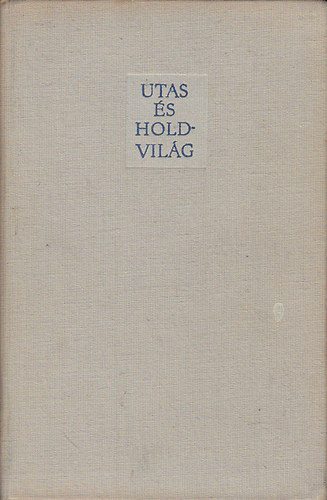 UTAS
ÉS
HOLD-
VILÁG